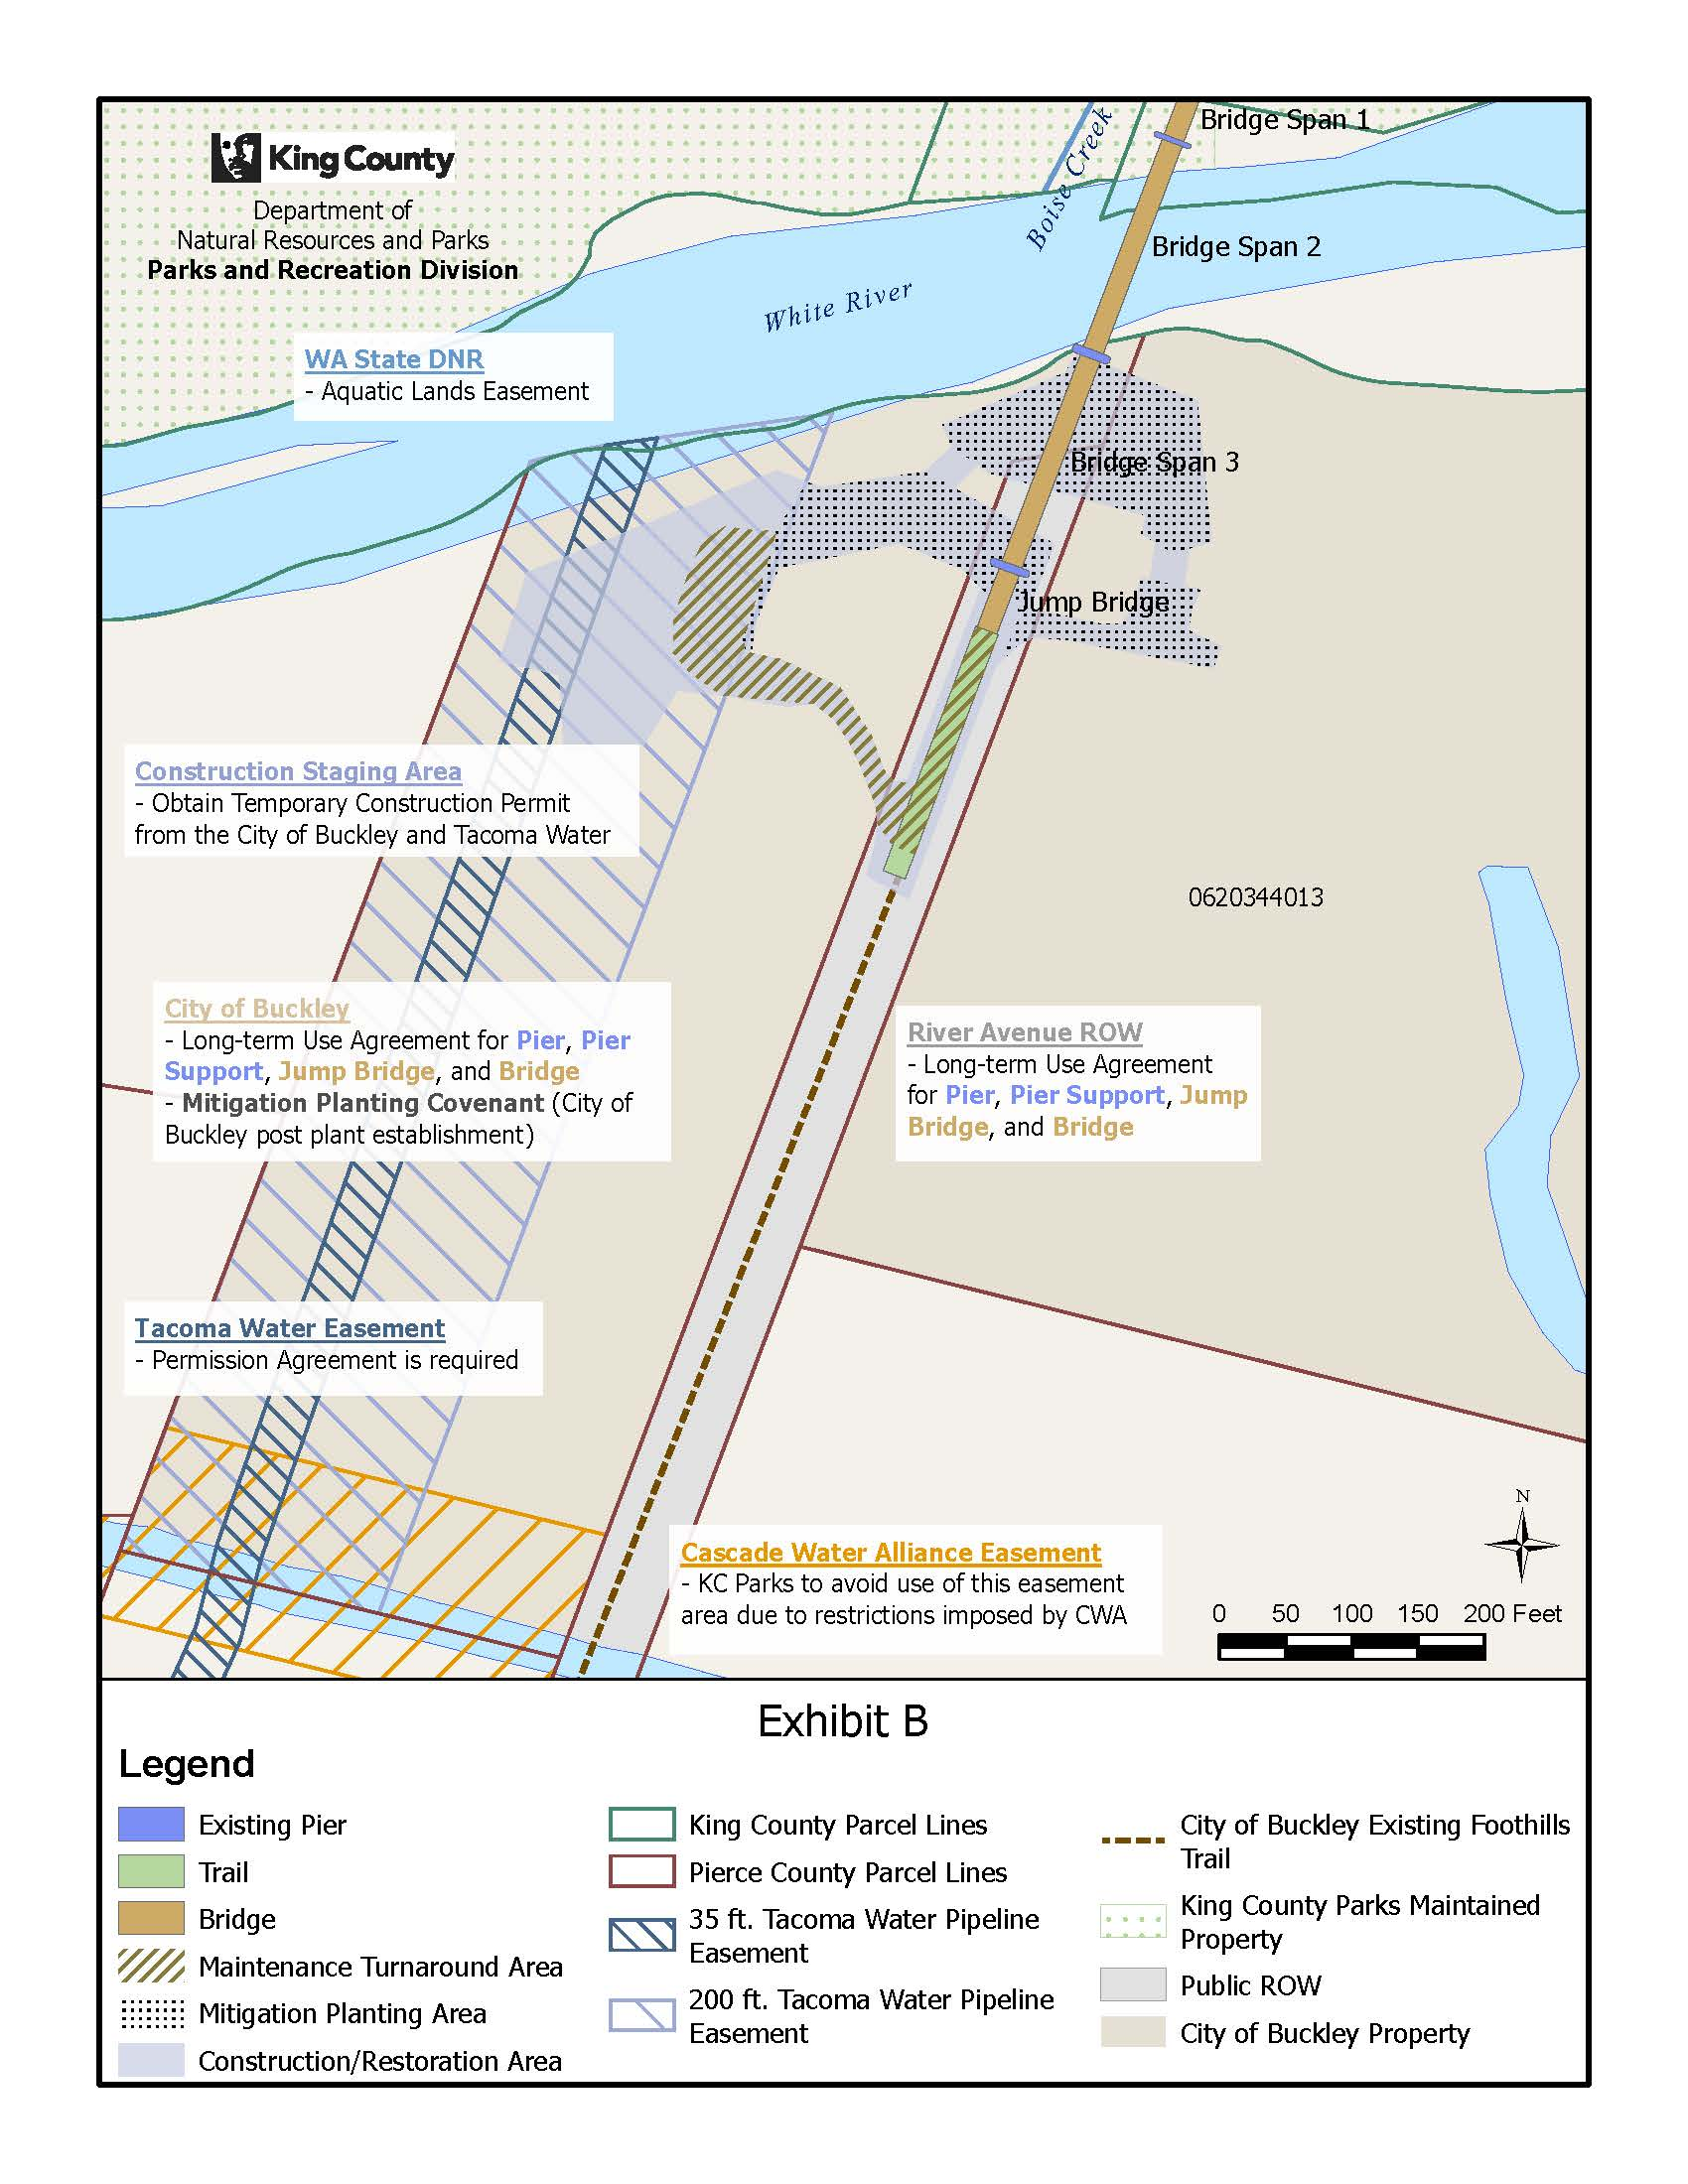 King County
Department of
Natural Resources and Parks
Parks and Recreation Division
Bridge Span 1
Boise Creek
Bridge Span 2
White River
WA State DNR
- Aquatic Lands Easement
Bridge Span 3
Jump Bridge
Construction Staging Area
- Obtain Temporary Construction Permit
from the City of Buckley and Tacoma Water
0620344013
City of Buckley
- Long-term Use Agreement for Pier, Pier
Support, Jump Bridge, and Bridge
- Mitigation Planting Covenant (City of
Buckley post plant establishment)
River Avenue ROW
- Long-term Use Agreement
for Pier, Pier Support, Jump
Bridge, and Bridge
Tacoma Water Easement
- Permission Agreement is required
Cascade Water Alliance Easement
- KC Parks to avoid use of this easement
area due to restrictions imposed by CWA
N
0 50 100 150 200 Feet
Exhibit B
Legend
Existing Pier
Trail
Bridge
Maintenance Turnaround Area
Mitigation Planting Area
Construction/Restoration Area
King County Parcel Lines
Pierce County Parcel Lines
35 ft. Tacoma Water Pipeline
Easement
200 ft. Tacoma Water Pipeline
Easement
City of Buckley Existing Foothills
Trail
King County Parks Maintained
Property
Public ROW
City of Buckley Property